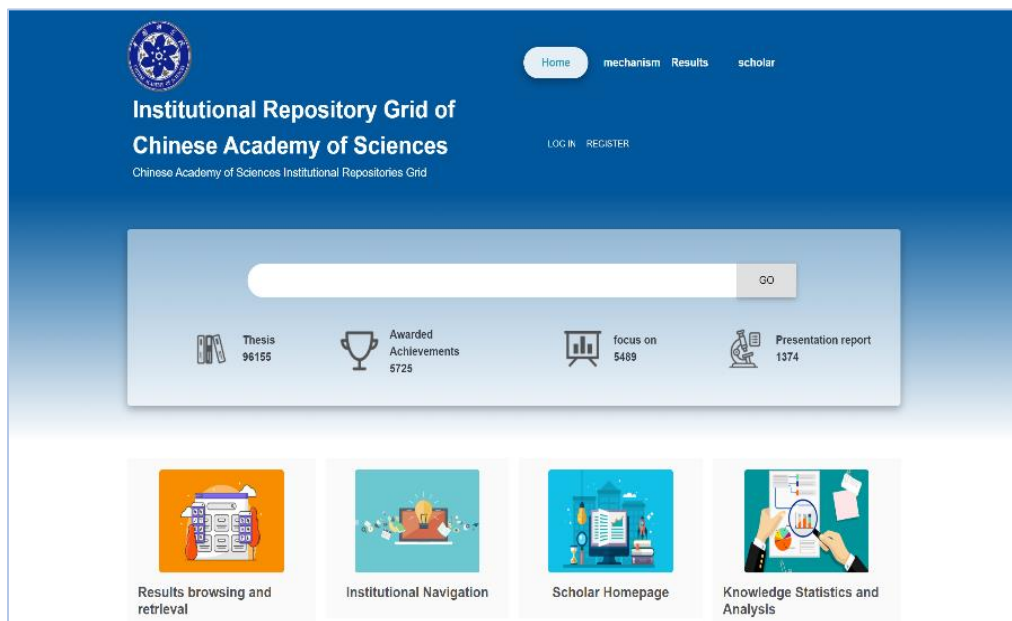 Home mechanism Results scholar
Institutional Repository Grid of
Chinese Academy of Sciences
Chinese Academy of Sciences Institutional Repositories Grid
LOG IN REGISTER
GO
Thesis
96155
Awarded
Achievements
5725
focus on
5489
Presentation report
1374
Results browsing and
retrieval
Institutional Navigation
Scholar Homepage
Knowledge Statistics and
Analysis